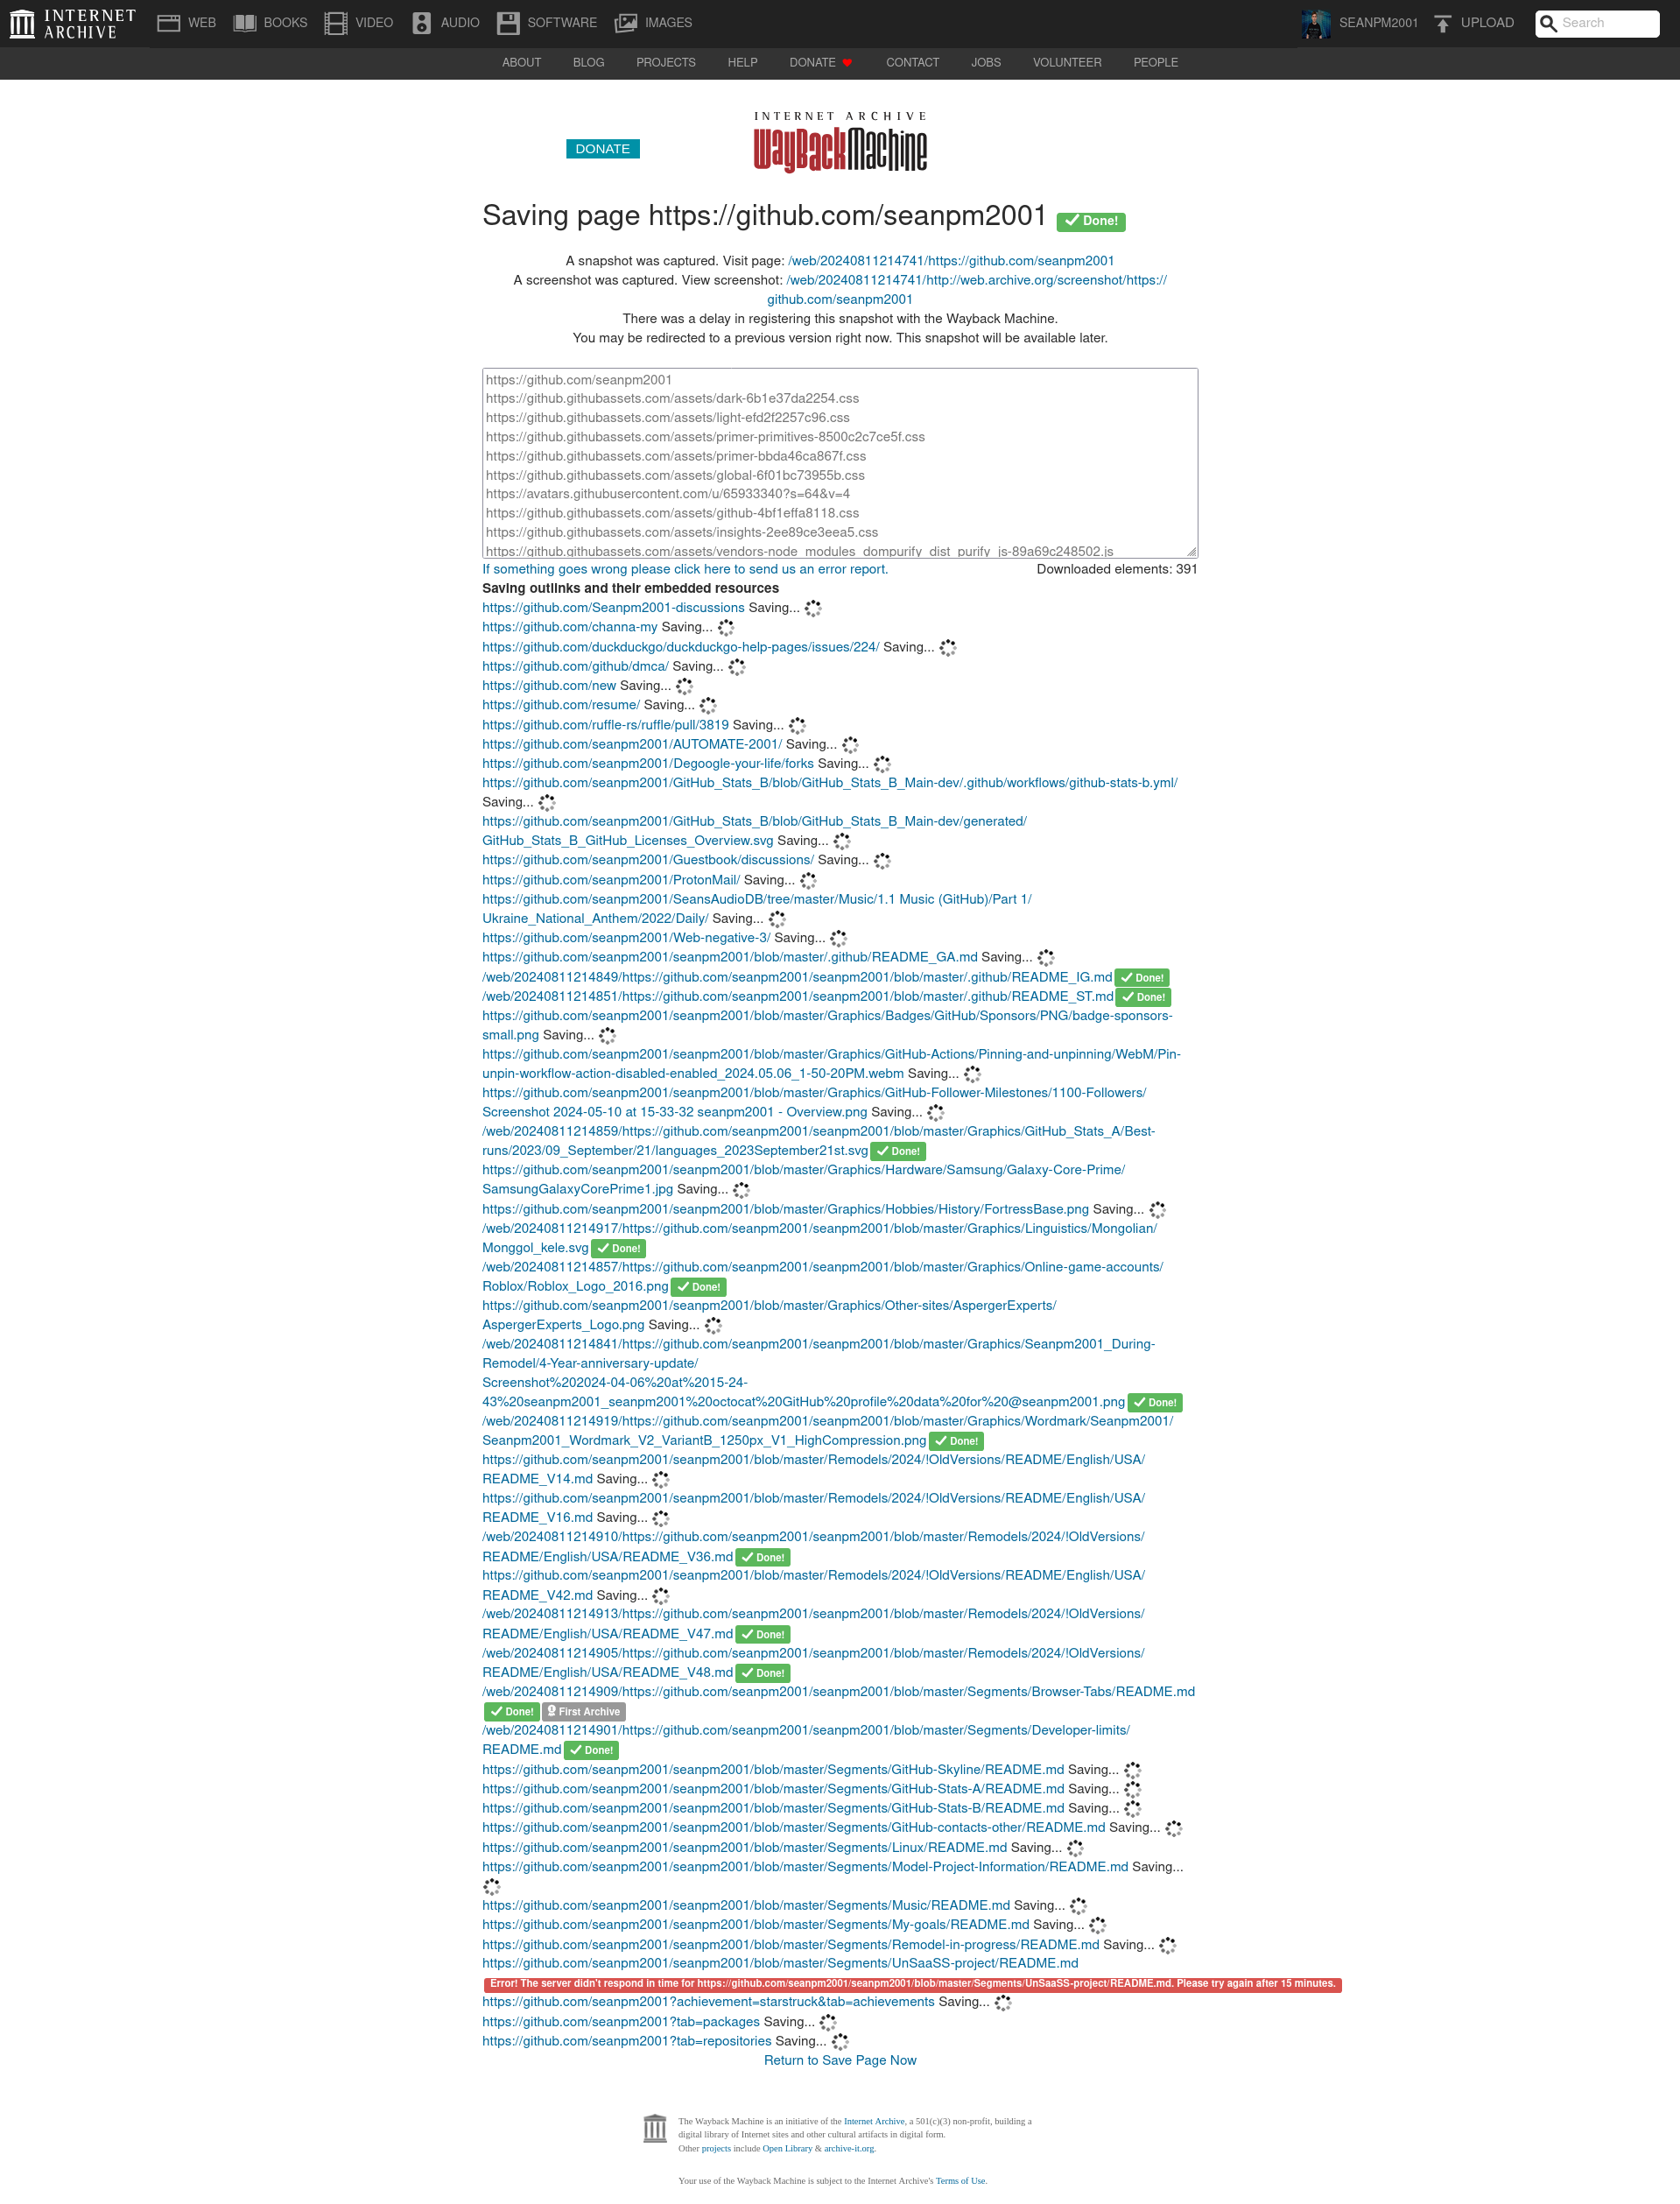 INTERNET ARCHIVE
WEB BOOKS VIDEO AUDIO SOFTWARE IMAGES SEANPM2001 UPLOAD Search
ABOUT BLOG PROJECTS HELP DONATE CONTACT JOBS VOLUNTEER PEOPLE
INTERNET ARCHIVE
DONATE WayBackMachine
Saving page https://github.com/seanpm2001 Done!
A snapshot was captured. Visit page: /web/20240811214741/https://github.com/seanpm2001
A screenshot was captured. View screenshot: /web/20240811214741/http://web.archive.org/screenshot/https://
github.com/seanpm2001
There was a delay in registering this snapshot with the Wayback Machine.
You may be redirected to a previous version right now. This snapshot will be available later.
https://github.com/seanpm2001
https://github.githubassets.com/assets/dark-6b1e37da2254.css
https://github.githubassets.com/assets/light-efd2f2257c96.css
https://github.githubassets.com/assets/primer-primitives-8500c2c7ce5f.css
https://github.githubassets.com/assets/primer-bbda46ca867f.css
https://github.githubassets.com/assets/global-6f01bc73955b.css
https://avatars.githubusercontent.com/u/65933340?s=64&v=4
https://github.githubassets.com/assets/github-4bf1effa8118.css
https://github.githubassets.com/assets/insights-2ee89ce3eea5.css
https://github.githubassets.com/assets/vendors-node_modules_dompurify_dist_purify_js-89a69c248502.js
If something goes wrong please click here to send us an error report. Downloaded elements: 391
Saving outlinks and their embedded resources
https://github.com/Seanpm2001-discussions Saving...
https://github.com/channa-my Saving...
https://github.com/duckduckgo/duckduckgo-help-pages/issues/224/ Saving...
https://github.com/github/dmca/ Saving...
https://github.com/new Saving...
https://github.com/resume/ Saving...
https://github.com/ruffle-rs/ruffle/pull/3819 Saving...
https://github.com/seanpm2001/AUTOMATE-2001/ Saving...
https://github.com/seanpm2001/Degoogle-your-life/forks Saving...
https://github.com/seanpm2001/GitHub_Stats_B/blob/GitHub_Stats_B_Main-dev/.github/workflows/github-stats-b.yml/
Saving...
https://github.com/seanpm2001/GitHub_Stats_B/blob/GitHub_Stats_B_Main-dev/generated/
GitHub_Stats_B_GitHub_Licenses_Overview.svg Saving...
https://github.com/seanpm2001/Guestbook/discussions/ Saving...
https://github.com/seanpm2001/ProtonMail/ Saving...
https://github.com/seanpm2001/SeansAudioDB/tree/master/Music/1.1 Music (GitHub)/Part 1/
Ukraine_National_Anthem/2022/Daily/ Saving...
https://github.com/seanpm2001/Web-negative-3/ Saving...
https://github.com/seanpm2001/seanpm2001/blob/master/.github/README_GA.md Saving...
/web/20240811214849/https://github.com/seanpm2001/seanpm2001/blob/master/.github/README_IG.md Done!
/web/20240811214851/https://github.com/seanpm2001/seanpm2001/blob/master/.github/README_ST.md Done!
https://github.com/seanpm2001/seanpm2001/blob/master/Graphics/Badges/GitHub/Sponsors/PNG/badge-sponsors-
small.png Saving...
https://github.com/seanpm2001/seanpm2001/blob/master/Graphics/GitHub-Actions/Pinning-and-unpinning/WebM/Pin-
unpin-workflow-action-disabled-enabled_2024.05.06_1-50-20PM.webm Saving...
https://github.com/seanpm2001/seanpm2001/blob/master/Graphics/GitHub-Follower-Milestones/1100-Followers/
Screenshot 2024-05-10 at 15-33-32 seanpm2001 - Overview.png Saving...
/web/20240811214859/https://github.com/seanpm2001/seanpm2001/blob/master/Graphics/GitHub_Stats_A/Best-
runs/2023/09_September/21/languages_2023September21st.svg Done!
https://github.com/seanpm2001/seanpm2001/blob/master/Graphics/Hardware/Samsung/Galaxy-Core-Prime/
SamsungGalaxyCorePrime1.jpg Saving...
https://github.com/seanpm2001/seanpm2001/blob/master/Graphics/Hobbies/History/FortressBase.png Saving...
/web/20240811214917/https://github.com/seanpm2001/seanpm2001/blob/master/Graphics/Linguistics/Mongolian/
Monggol_kele.svg Done!
/web/20240811214857/https://github.com/seanpm2001/seanpm2001/blob/master/Graphics/Online-game-accounts/
Roblox/Roblox_Logo_2016.png Done!
https://github.com/seanpm2001/seanpm2001/blob/master/Graphics/Other-sites/AspergerExperts/
AspergerExperts_Logo.png Saving...
/web/20240811214841/https://github.com/seanpm2001/seanpm2001/blob/master/Graphics/Seanpm2001_During-
Remodel/4-Year-anniversary-update/
Screenshot%202024-04-06%20at%2015-24-
43%20seanpm2001_seanpm2001%20octocat%20GitHub%20profile%20data%20for%20@seanpm2001.png Done!
/web/20240811214919/https://github.com/seanpm2001/seanpm2001/blob/master/Graphics/Wordmark/Seanpm2001/
Seanpm2001_Wordmark_V2_VariantB_1250px_V1_HighCompression.png Done!
https://github.com/seanpm2001/seanpm2001/blob/master/Remodels/2024/!OldVersions/README/English/USA/
README_V14.md Saving...
https://github.com/seanpm2001/seanpm2001/blob/master/Remodels/2024/!OldVersions/README/English/USA/
README_V16.md Saving...
/web/20240811214910/https://github.com/seanpm2001/seanpm2001/blob/master/Remodels/2024/!OldVersions/
README/English/USA/README_V36.md Done!
https://github.com/seanpm2001/seanpm2001/blob/master/Remodels/2024/!OldVersions/README/English/USA/
README_V42.md Saving...
/web/20240811214913/https://github.com/seanpm2001/seanpm2001/blob/master/Remodels/2024/!OldVersions/
README/English/USA/README_V47.md Done!
/web/20240811214905/https://github.com/seanpm2001/seanpm2001/blob/master/Remodels/2024/!OldVersions/
README/English/USA/README_V48.md Done!
/web/20240811214909/https://github.com/seanpm2001/seanpm2001/blob/master/Segments/Browser-Tabs/README.md
Done! First Archive
/web/20240811214901/https://github.com/seanpm2001/seanpm2001/blob/master/Segments/Developer-limits/
README.md Done!
https://github.com/seanpm2001/seanpm2001/blob/master/Segments/GitHub-Skyline/README.md Saving...
https://github.com/seanpm2001/seanpm2001/blob/master/Segments/GitHub-Stats-A/README.md Saving...
https://github.com/seanpm2001/seanpm2001/blob/master/Segments/GitHub-Stats-B/README.md Saving...
https://github.com/seanpm2001/seanpm2001/blob/master/Segments/GitHub-contacts-other/README.md Saving...
https://github.com/seanpm2001/seanpm2001/blob/master/Segments/Linux/README.md Saving...
https://github.com/seanpm2001/seanpm2001/blob/master/Segments/Model-Project-Information/README.md Saving...
https://github.com/seanpm2001/seanpm2001/blob/master/Segments/Music/README.md Saving...
https://github.com/seanpm2001/seanpm2001/blob/master/Segments/My-goals/README.md Saving...
https://github.com/seanpm2001/seanpm2001/blob/master/Segments/Remodel-in-progress/README.md Saving...
https://github.com/seanpm2001/seanpm2001/blob/master/Segments/UnSaaSS-project/README.md
Error! The server didn't respond in time for https://github.com/seanpm2001/seanpm2001/blob/master/Segments/UnSaaSS-project/README.md. Please try again after 15 minutes.
https://github.com/seanpm2001?achievement=starstruck&tab=achievements Saving...
https://github.com/seanpm2001?tab=packages Saving...
https://github.com/seanpm2001?tab=repositories Saving...
Return to Save Page Now
The Wayback Machine is an initiative of the Internet Archive, a 501(c)(3) non-profit, building a
digital library of Internet sites and other cultural artifacts in digital form.
Other projects include Open Library & archive-it.org.
Your use of the Wayback Machine is subject to the Internet Archive's Terms of Use.